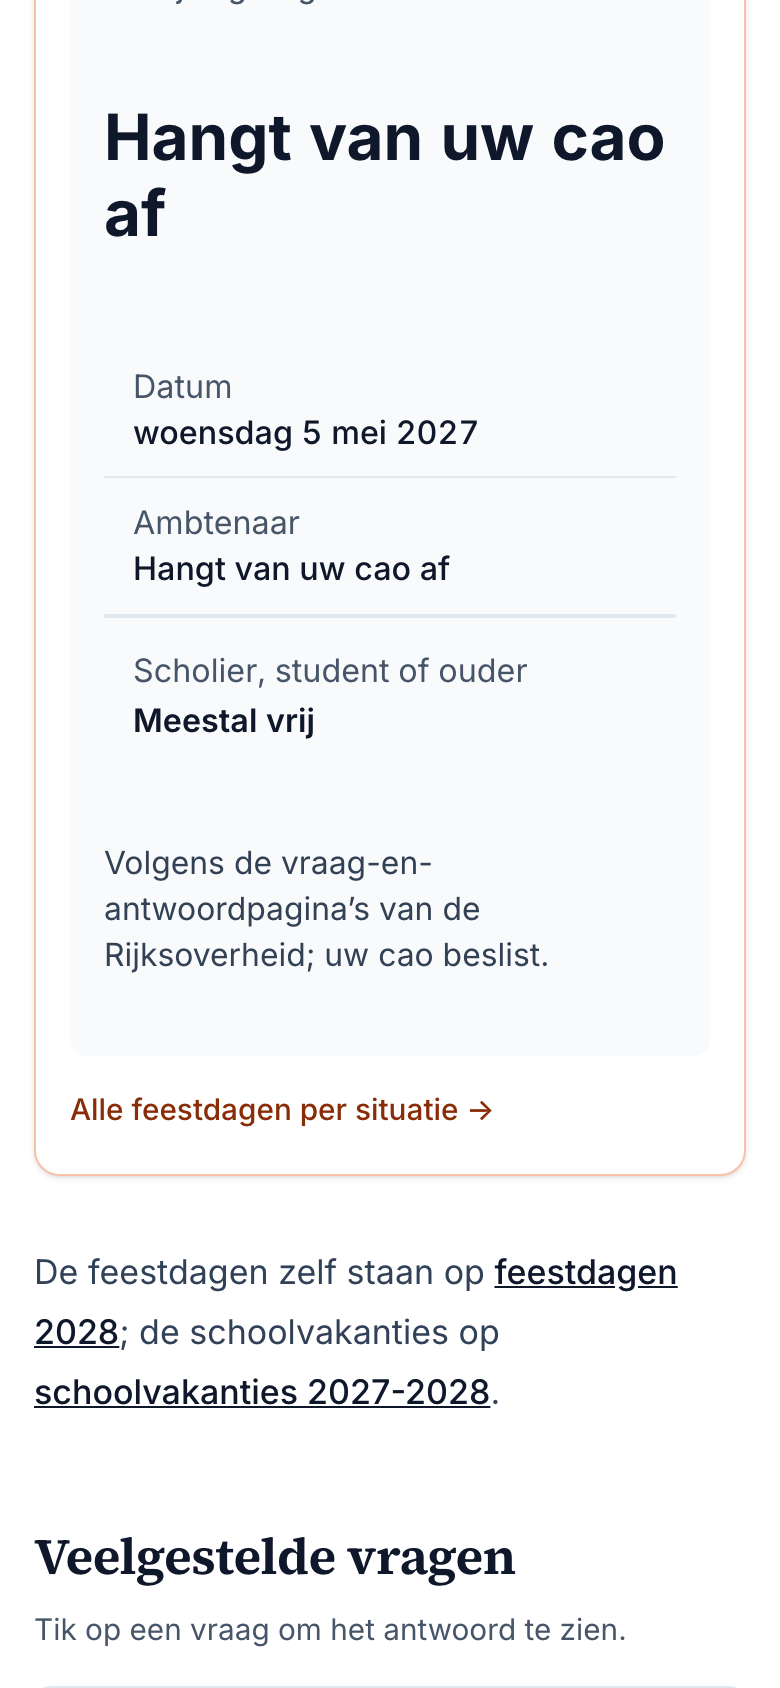 Hangt van uw cao
af
Datum
woensdag 5 mei 2027
Ambtenaar
Hangt van uw cao af
Scholier, student of ouder
Meestal vrij
Volgens de vraag-en-
antwoordpagina’s van de
Rijksoverheid; uw cao beslist.
Alle feestdagen per situatie →
De feestdagen zelf staan op feestdagen
2028; de schoolvakanties op
schoolvakanties 2027-2028.
Veelgestelde vragen
Tik op een vraag om het antwoord te zien.